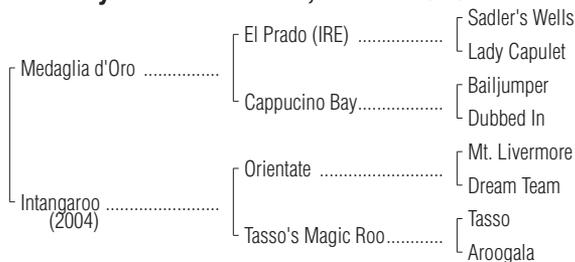 Sadler's Wells
El Prado (IRE) ..................
Lady Capulet
Medaglia d'Oro ................
Bailjumper
Cappucino Bay..................
Dubbed In
Mt. Livermore
Orientate ..........................
Dream Team
Intangaroo ........................
(2004)
Tasso
Tasso's Magic Roo............
Aroogala